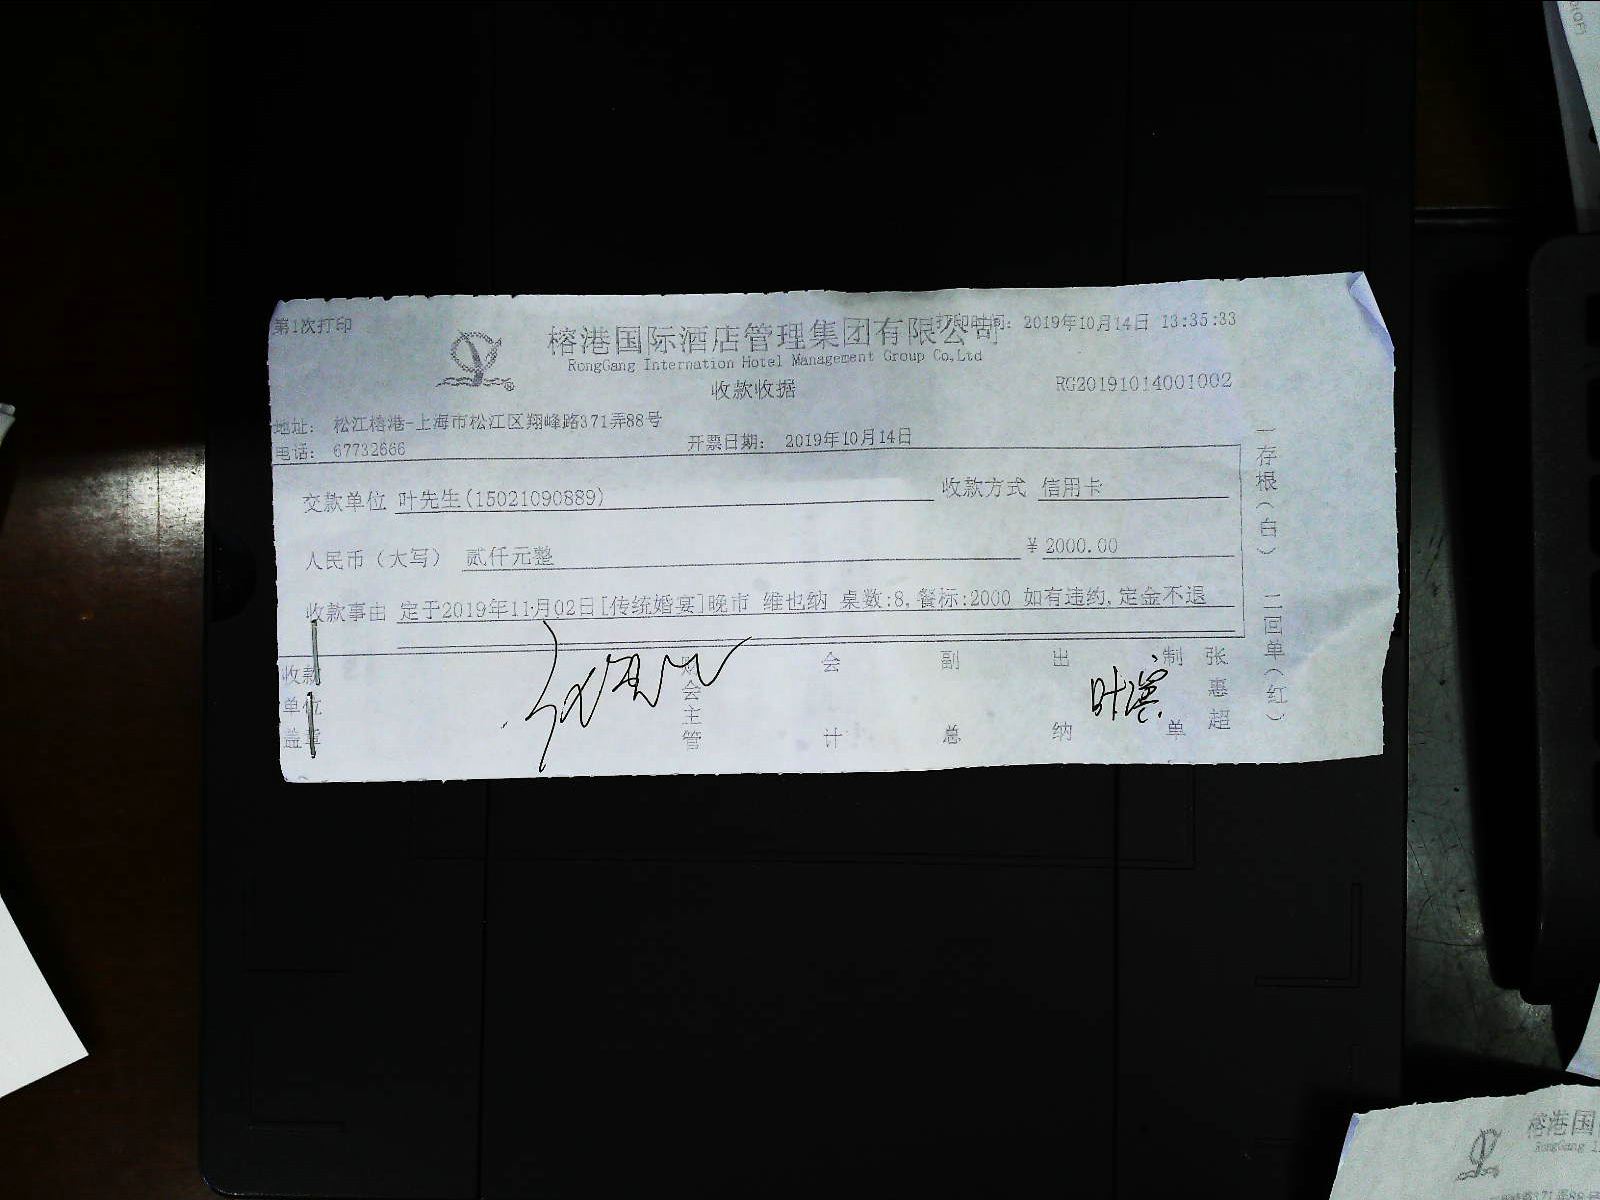 第1次打印
榕港国际酒店管理集团有限公司
打印时间: 2019年10月14日 13:35:33
RongGang Internation Hotel Management Group Co,Ltd
收款收据
RG20191014001002
地址: 松江榕港-上海市松江区翔峰路371弄88号
电话: 67732666
开票日期: 2019年10月14日
交款单位 叶先生(15021090889)
收款方式 信用卡
人民币（大写） 贰仟元整
¥ 2000.00
收款事由 定于2019年11月02日[传统婚宴]晚市 维也纳 桌数:8,餐标:2000 如有违约,定金不退
收款单位盖章
财会主管
会计
副总
出纳
制单
张惠超
一存根(白) 二回单(红)
榕港国
RongGang I